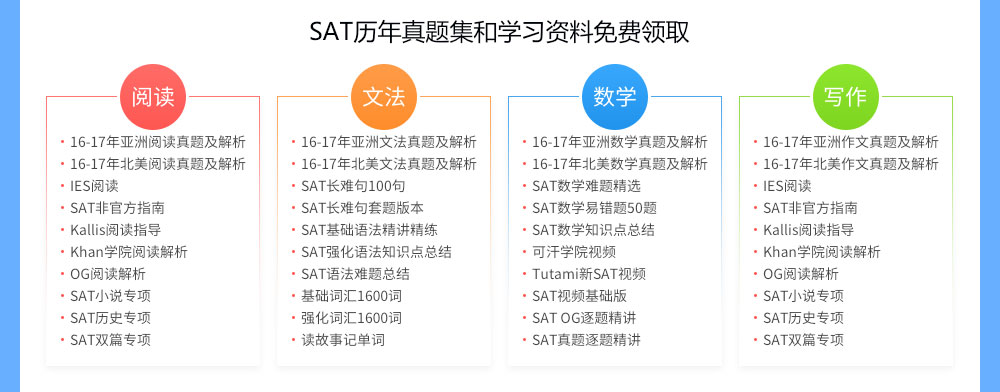 SAT历年真题集和学习资料免费领取
阅读
· 16-17年亚洲阅读真题及解析
· 16-17年北美阅读真题及解析
· IES阅读
· SAT非官方指南
· Kallis阅读指导
· Khan学院阅读解析
· OG阅读解析
· SAT小说专项
· SAT历史专项
· SAT双篇专项
文法
· 16-17年亚洲文法真题及解析
· 16-17年北美文法真题及解析
· SAT长难句100句
· SAT长难句套题版本
· SAT基础语法精讲精练
· SAT强化语法知识点总结
· SAT语法难题总结
· 基础词汇1600词
· 强化词汇1600词
· 读故事记单词
数学
· 16-17年亚洲数学真题及解析
· 16-17年北美数学真题及解析
· SAT数学难题精选
· SAT数学易错题50题
· SAT数学知识点总结
· 可汗学院视频
· Tutami新SAT视频
· SAT视频基础版
· SAT OG逐题精讲
· SAT真题逐题精讲
写作
· 16-17年亚洲作文真题及解析
· 16-17年北美作文真题及解析
· IES阅读
· SAT非官方指南
· Kallis阅读指导
· Khan学院阅读解析
· OG阅读解析
· SAT小说专项
· SAT历史专项
· SAT双篇专项